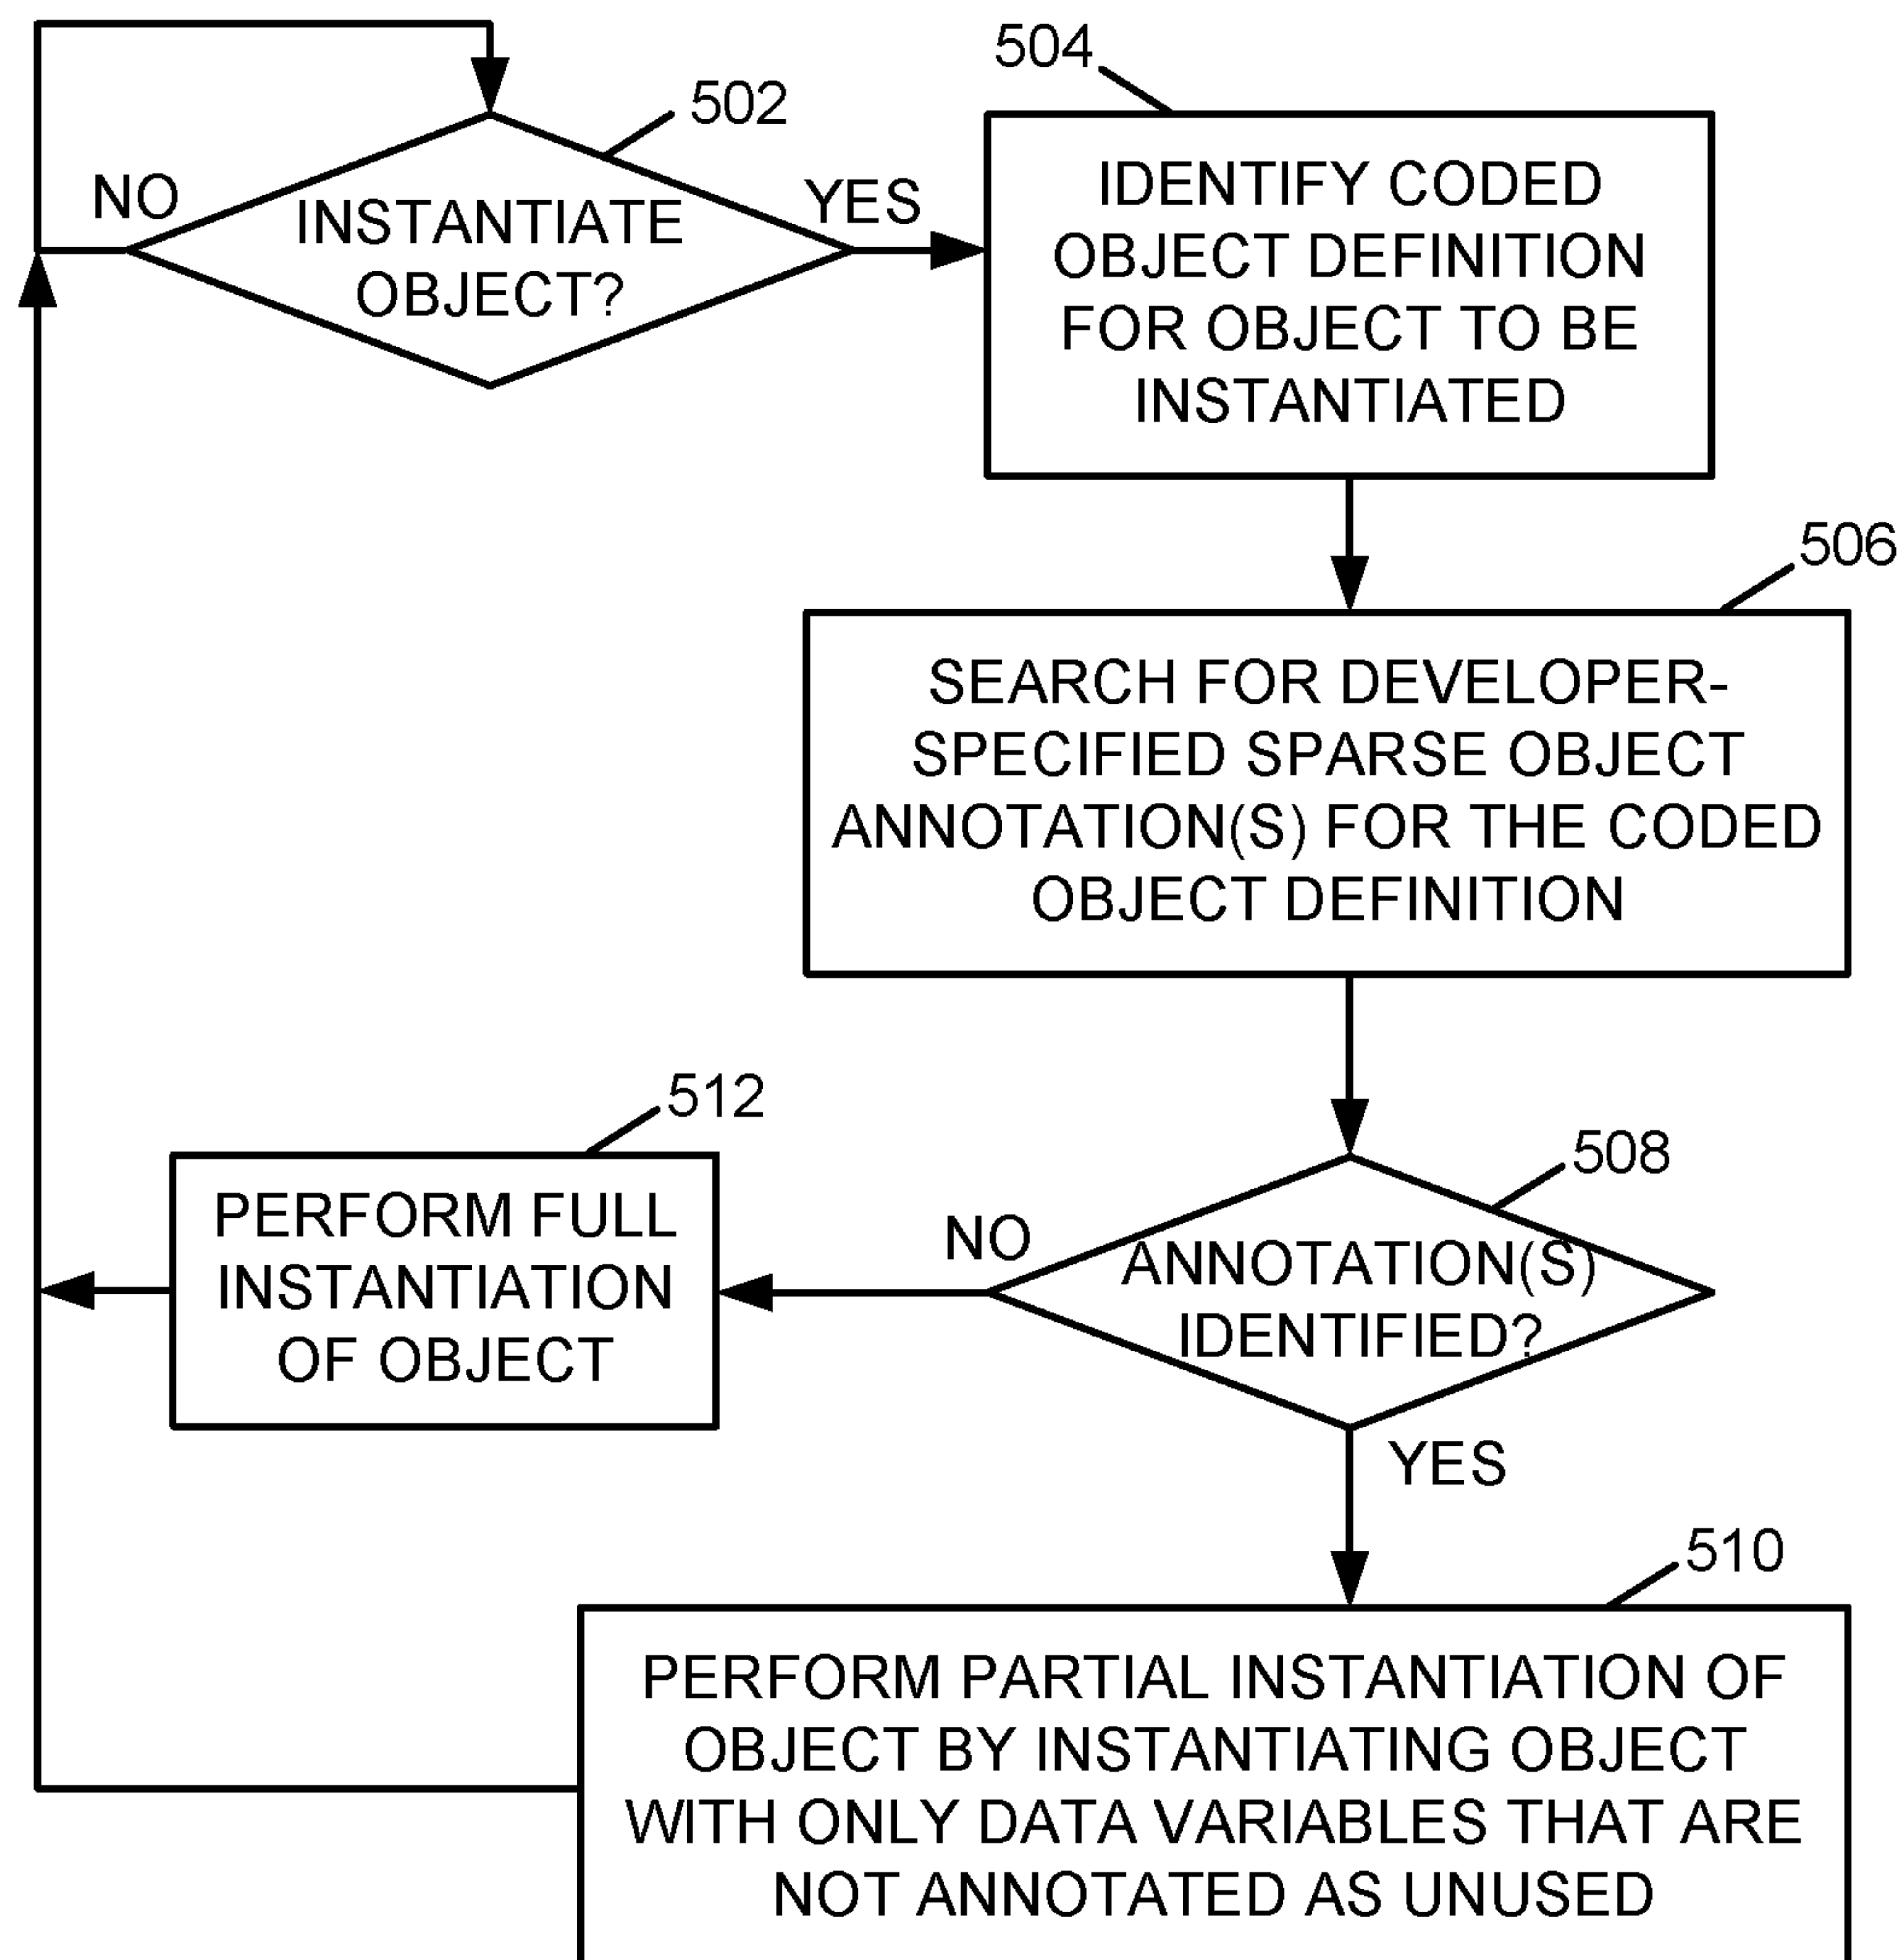 504
502
NO
YES
INSTANTIATE
OBJECT?
IDENTIFY CODED
OBJECT DEFINITION
FOR OBJECT TO BE
INSTANTIATED
506
SEARCH FOR DEVELOPER-
SPECIFIED SPARSE OBJECT
ANNOTATION(S) FOR THE CODED
OBJECT DEFINITION
512
508
NO
ANNOTATION(S)
IDENTIFIED?
PERFORM FULL
INSTANTIATION
OF OBJECT
YES
510
PERFORM PARTIAL INSTANTIATION OF
OBJECT BY INSTANTIATING OBJECT
WITH ONLY DATA VARIABLES THAT ARE
NOT ANNOTATED AS UNUSED